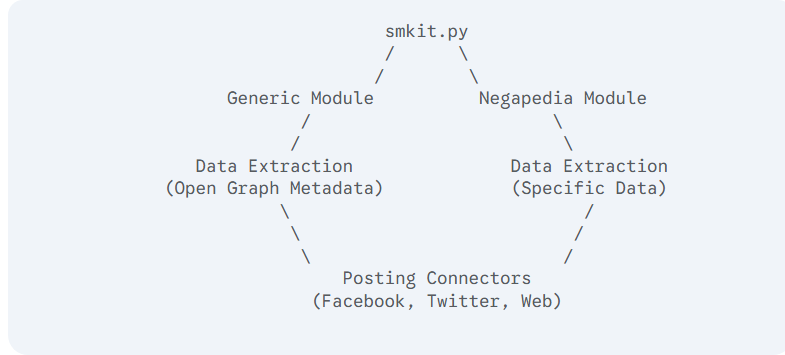 smkit.py
/ \
/ \
Generic Module Negapedia Module
/ \
/ \
Data Extraction Data Extraction
(Open Graph Metadata) (Specific Data)
\ /
\ /
\ /
Posting Connectors
(Facebook, Twitter, Web)